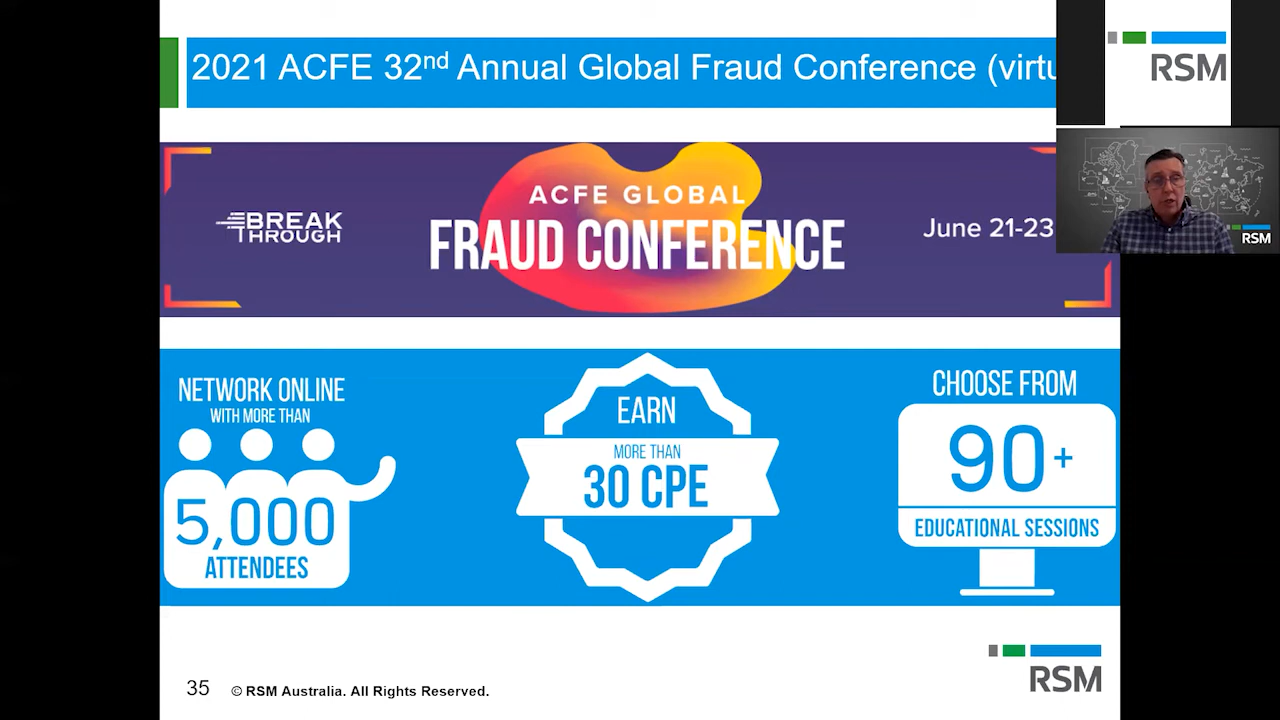 2021 ACFE 32nd Annual Global Fraud Conference (virtu
RSM
BREAK
THROUGH
ACFE GLOBAL
FRAUD CONFERENCE
June 21-23
RSM
NETWORK ONLINE
WITH MORE THAN
5,000
ATTENDEES
EARN
MORE THAN
30 CPE
CHOOSE FROM
90+
EDUCATIONAL SESSIONS
RSM
35
© RSM Australia. All Rights Reserved.